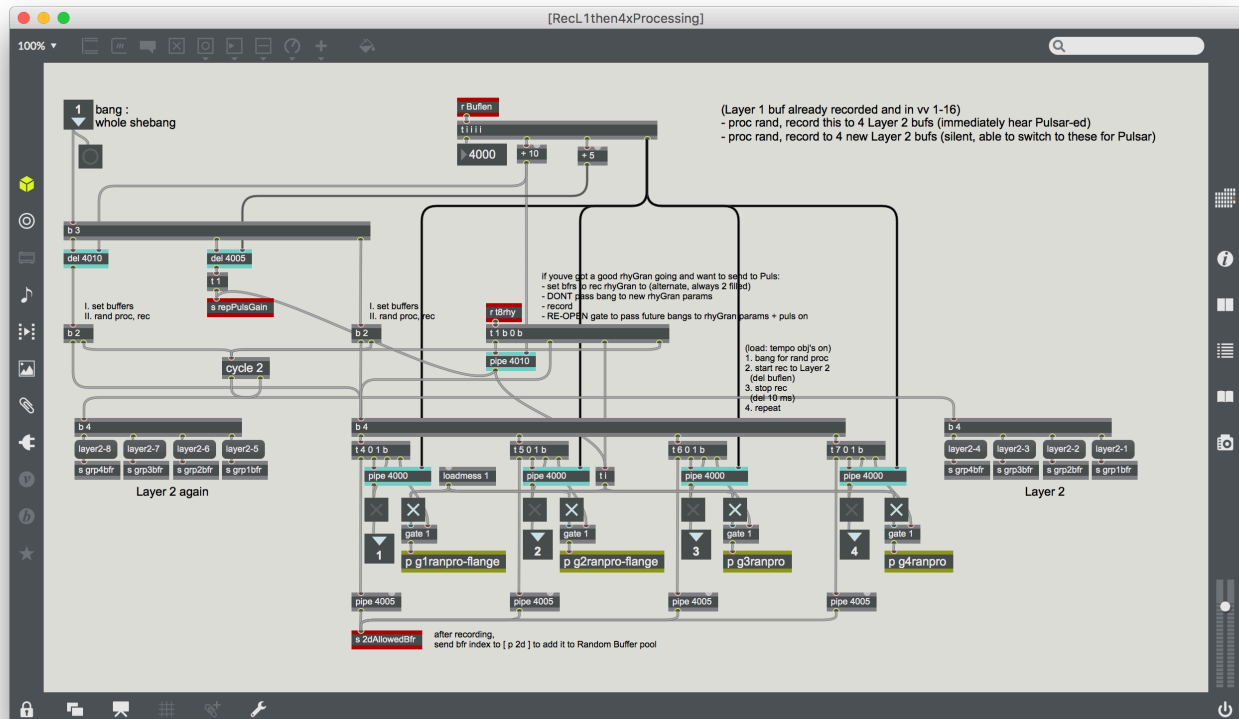 [RecL1then4xProcessing]
100%
1
bang :
whole shebang
r Buflen
t i i i i
4000
+ 10
+ 5
(Layer 1 buf already recorded and in vv 1-16)
- proc rand, record this to 4 Layer 2 bufs (immediately hear Pulsar-ed)
- proc rand, record to 4 new Layer 2 bufs (silent, able to switch to these for Pulsar)
b 3
del 4010
del 4005
t 1
s repPulsGain
if youve got a good rhyGran going and want to send to Puls:
- set bfrs to rec rhyGran to (alternate, always 2 filled)
- DONT pass bang to new rhyGran params
- record
- RE-OPEN gate to pass future bangs to rhyGran params + puls on
I. set buffers
II. rand proc, rec
I. set buffers
II. rand proc, rec
r t8rhy
b 2
b 2
t 1 b 0 b
cycle 2
pipe 4010
(load: tempo obj's on)
1. bang for rand proc
2. start rec to Layer 2
(del buflen)
3. stop rec
(del 10 ms)
4. repeat
b 4
b 4
b 4
layer2-8
layer2-7
layer2-6
layer2-5
s grp4bfr
s grp3bfr
s grp2bfr
s grp1bfr
Layer 2 again
t 4 0 1 b
t 5 0 1 b
t 6 0 1 b
t 7 0 1 b
layer2-4
layer2-3
layer2-2
layer2-1
s grp4bfr
s grp3bfr
s grp2bfr
s grp1bfr
Layer 2
pipe 4000
loadmess 1
pipe 4000
t i
pipe 4000
pipe 4000
gate 1
gate 1
gate 1
gate 1
1
2
3
4
p g1ranpro-flange
p g2ranpro-flange
p g3ranpro
p g4ranpro
pipe 4005
pipe 4005
pipe 4005
pipe 4005
s 2dAllowedBfr
after recording,
send bfr index to [ p 2d ] to add it to Random Buffer pool